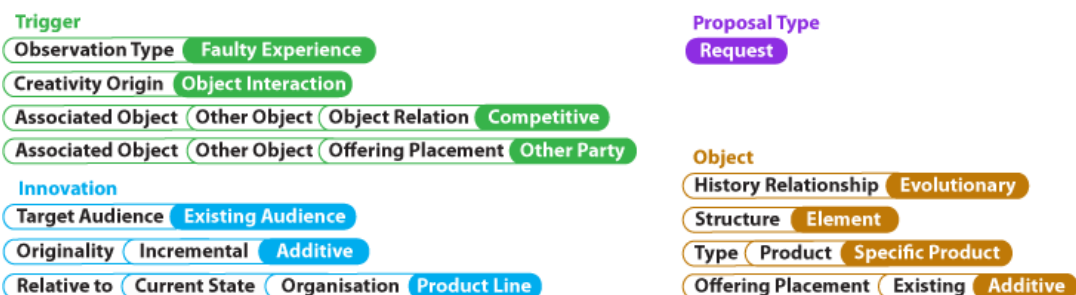 Trigger
Observation Type Faulty Experience
Creativity Origin Object Interaction
Associated Object Other Object Object Relation Competitive
Associated Object Other Object Offering Placement Other Party
Innovation
Target Audience Existing Audience
Originality Incremental Additive
Relative to Current State Organisation Product Line
Proposal Type
Request
Object
History Relationship Evolutionary
Structure Element
Type Product Specific Product
Offering Placement Existing Additive